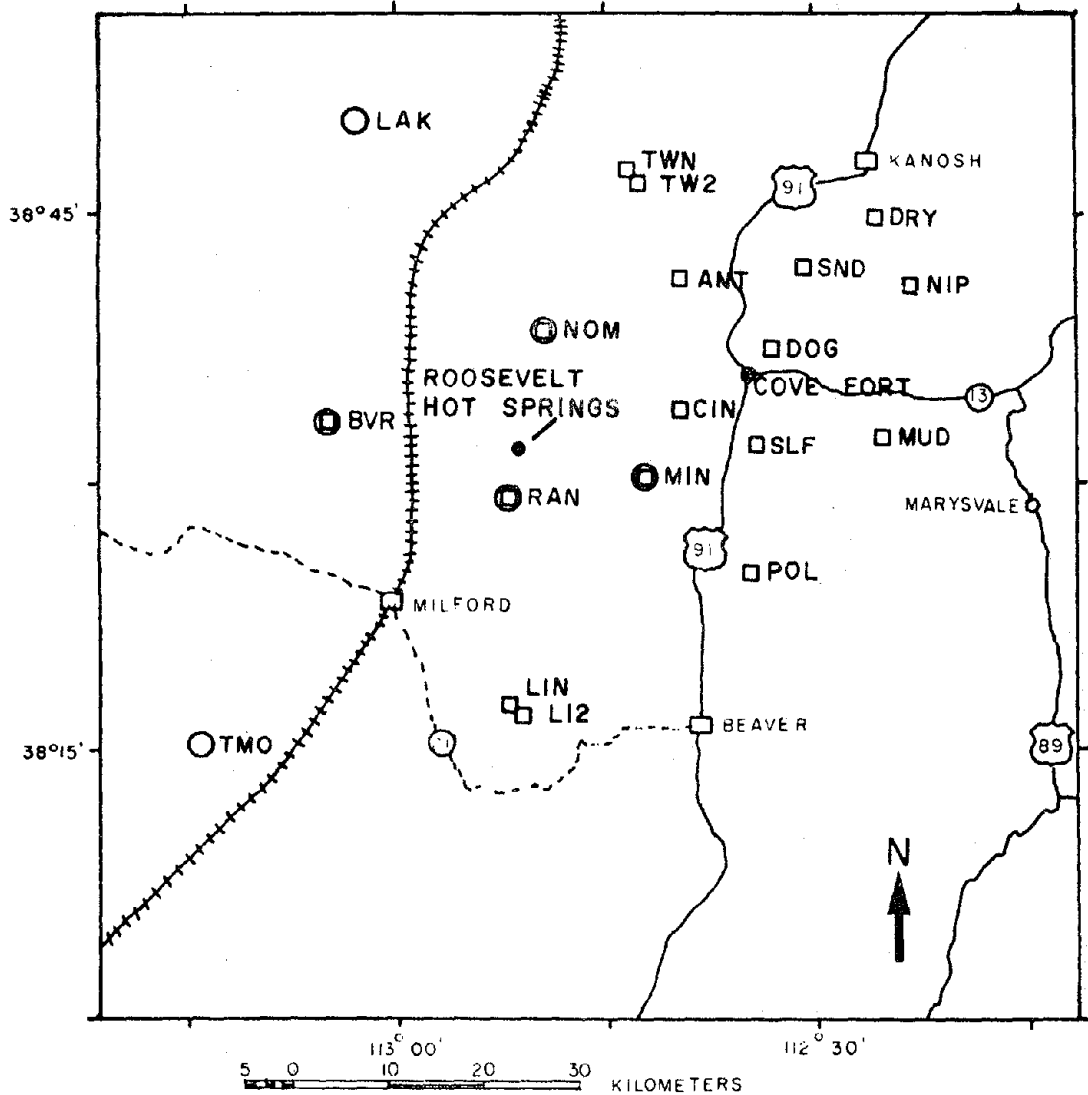 LAK
TWN
TW2
KANOSH
91
38°45'
DRY
SND
ANT
NIP
NOM
DOG
ROOSEVELT
HOT SPRINGS
COVE FORT
13
BVR
CIN
SLF
MUD
MIN
RAN
MARYSVALE
91
POL
MILFORD
LIN
LI2
BEAVER
TMO
38°15'
89
N
113°00'
112°30'
5 0 10 20 30 KILOMETERS